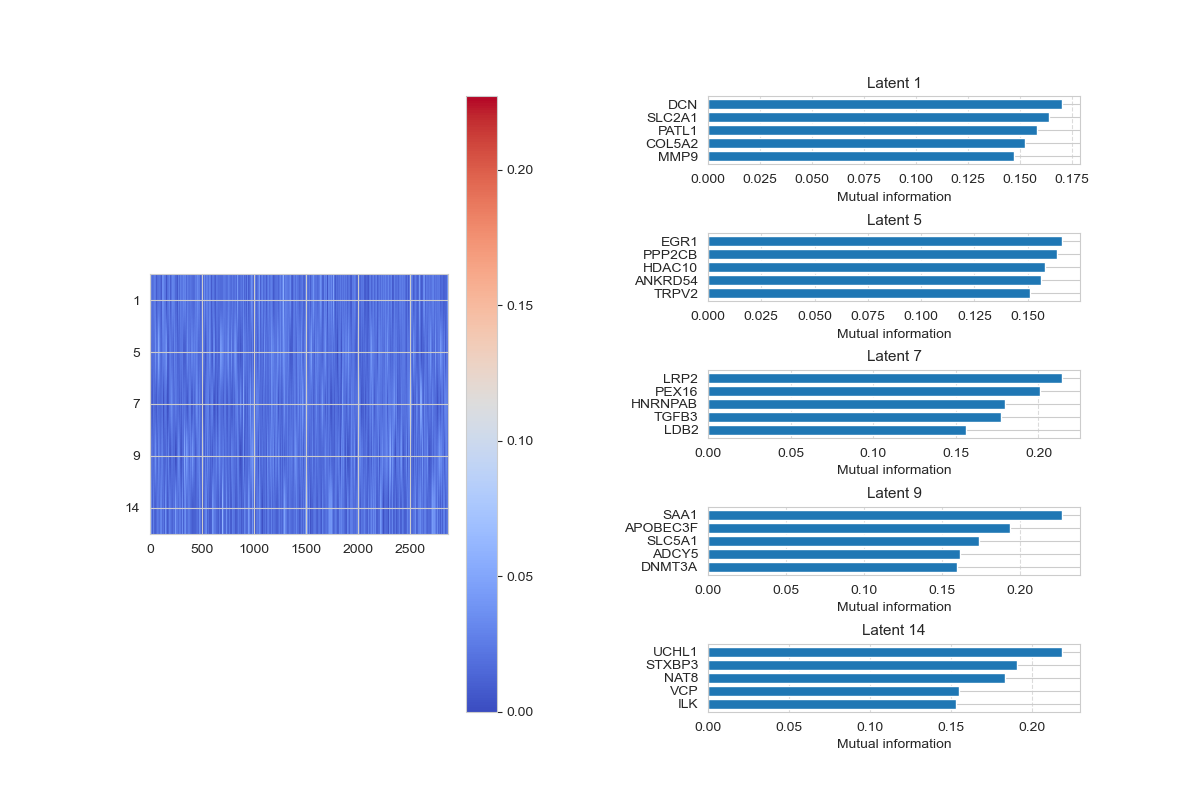 0.20
0.15
0.10
0.05
0.00
1
5
7
9
14
0 500 1000 1500 2000 2500
Latent 1
DCN
SLC2A1
PATL1
COL5A2
MMP9
0.000 0.025 0.050 0.075 0.100 0.125 0.150 0.175
Mutual information
Latent 5
EGR1
PPP2CB
HDAC10
ANKRD54
TRPV2
0.000 0.025 0.050 0.075 0.100 0.125 0.150
Mutual information
Latent 7
LRP2
PEX16
HNRNPAB
TGFB3
LDB2
0.00 0.05 0.10 0.15 0.20
Mutual information
Latent 9
SAA1
APOBEC3F
SLC5A1
ADCY5
DNMT3A
0.00 0.05 0.10 0.15 0.20
Mutual information
Latent 14
UCHL1
STXBP3
NAT8
VCP
ILK
0.00 0.05 0.10 0.15 0.20
Mutual information